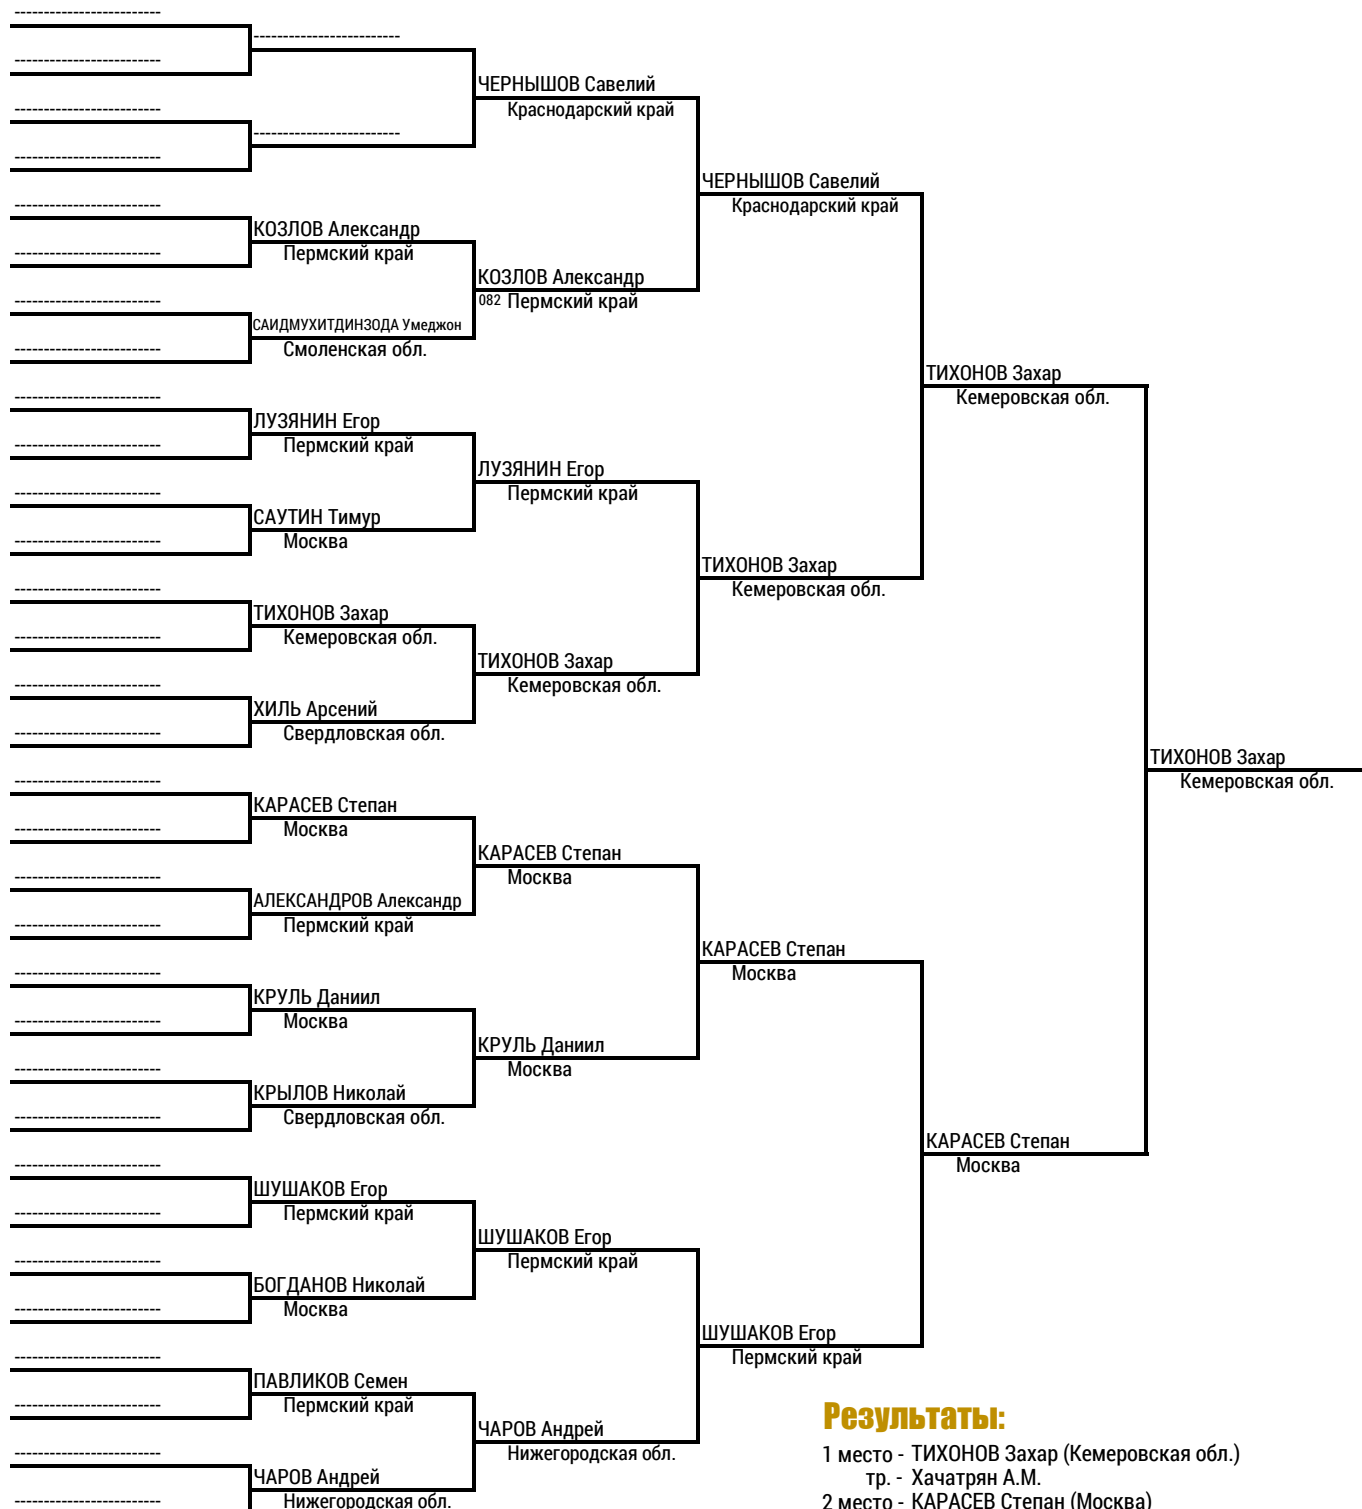 -------------------------
-------------------------
-------------------------
ЧЕРНЫШОВ Савелий
Краснодарский край
-------------------------
-------------------------
-------------------------
ЧЕРНЫШОВ Савелий
Краснодарский край
-------------------------
КОЗЛОВ Александр
Пермский край
-------------------------
КОЗЛОВ Александр
082 Пермский край
-------------------------
САИДМУХИТДИНЗОДА Умеджон
Смоленская обл.
-------------------------
ТИХОНОВ Захар
Кемеровская обл.
-------------------------
ЛУЗЯНИН Егор
Пермский край
-------------------------
ЛУЗЯНИН Егор
Пермский край
-------------------------
САУТИН Тимур
Москва
-------------------------
ТИХОНОВ Захар
Кемеровская обл.
-------------------------
ТИХОНОВ Захар
Кемеровская обл.
-------------------------
ТИХОНОВ Захар
Кемеровская обл.
-------------------------
ХИЛЬ Арсений
Свердловская обл.
-------------------------
ТИХОНОВ Захар
Кемеровская обл.
-------------------------
КАРАСЕВ Степан
Москва
-------------------------
КАРАСЕВ Степан
Москва
-------------------------
АЛЕКСАНДРОВ Александр
Пермский край
-------------------------
КАРАСЕВ Степан
Москва
-------------------------
КРУЛЬ Даниил
Москва
-------------------------
КРУЛЬ Даниил
Москва
-------------------------
КРЫЛОВ Николай
Свердловская обл.
-------------------------
КАРАСЕВ Степан
Москва
-------------------------
ШУШАКОВ Егор
Пермский край
-------------------------
ШУШАКОВ Егор
Пермский край
-------------------------
БОГДАНОВ Николай
Москва
-------------------------
ШУШАКОВ Егор
Пермский край
-------------------------
ПАВЛИКОВ Семен
Пермский край
-------------------------
ЧАРОВ Андрей
Нижегородская обл.
-------------------------
ЧАРОВ Андрей
Нижегородская обл.
-------------------------
Результаты:
1 место - ТИХОНОВ Захар (Кемеровская обл.)
тр. - Хачатрян А.М.
2 место - КАРАСЕВ Степан (Москва)